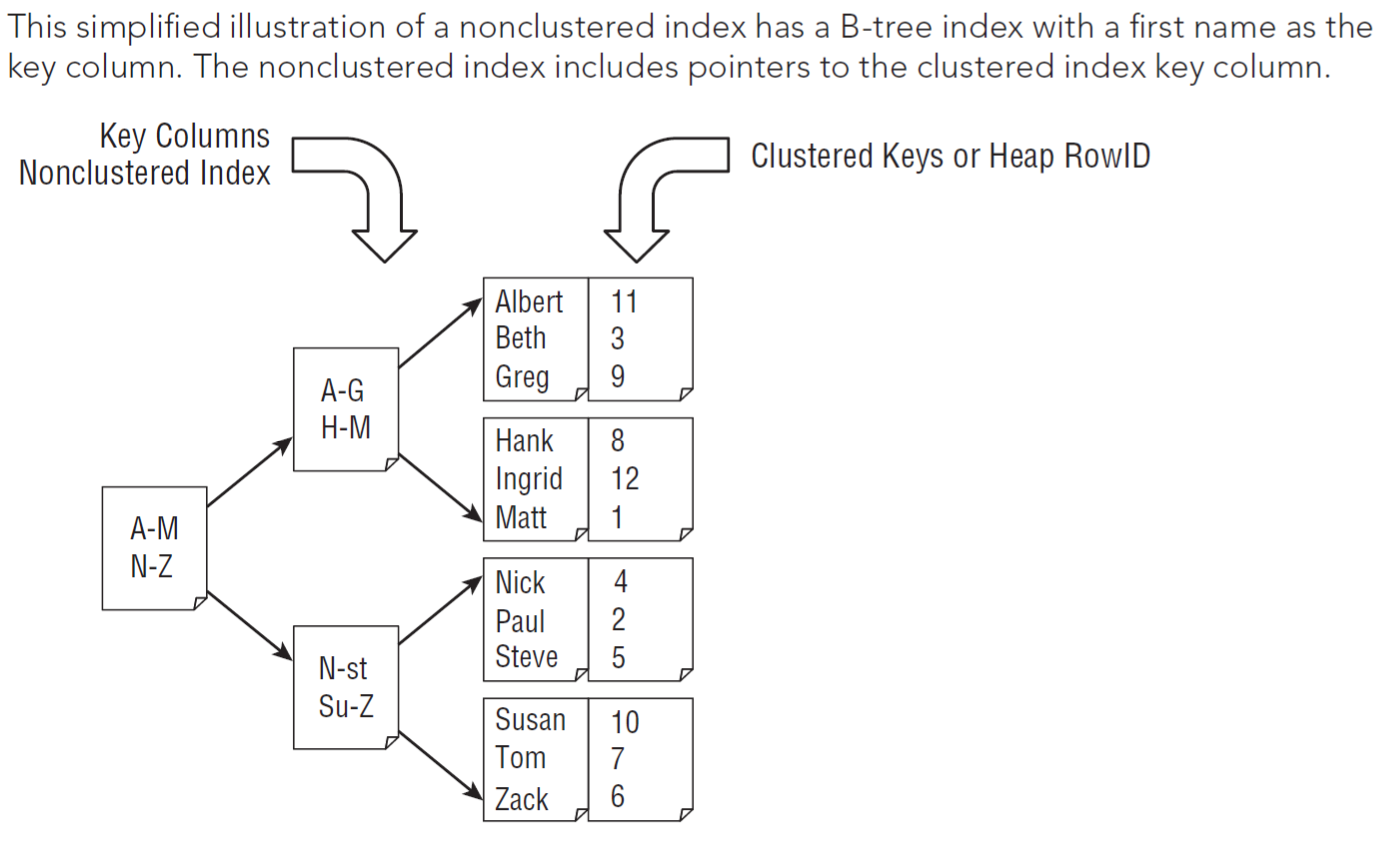 This simplified illustration of a nonclustered index has a B-tree index with a first name as the
key column. The nonclustered index includes pointers to the clustered index key column.
Key Columns
Nonclustered Index
Clustered Keys or Heap RowID
A-M
N-Z
A-G
H-M
N-st
Su-Z
Albert 11
Beth 3
Greg 9
Hank 8
Ingrid 12
Matt 1
Nick 4
Paul 2
Steve 5
Susan 10
Tom 7
Zack 6